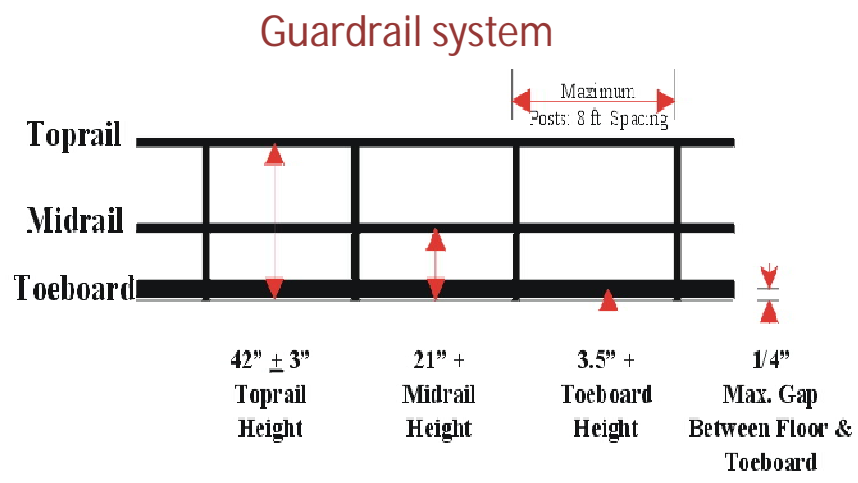 Guardrail system
Maximum
Posts: 8 ft. Spacing
Toprail
Midrail
Toeboard
42” ± 3”
Toprail
Height
21” +
Midrail
Height
3.5” +
Toeboard
Height
1/4”
Max. Gap
Between Floor &
Toeboard